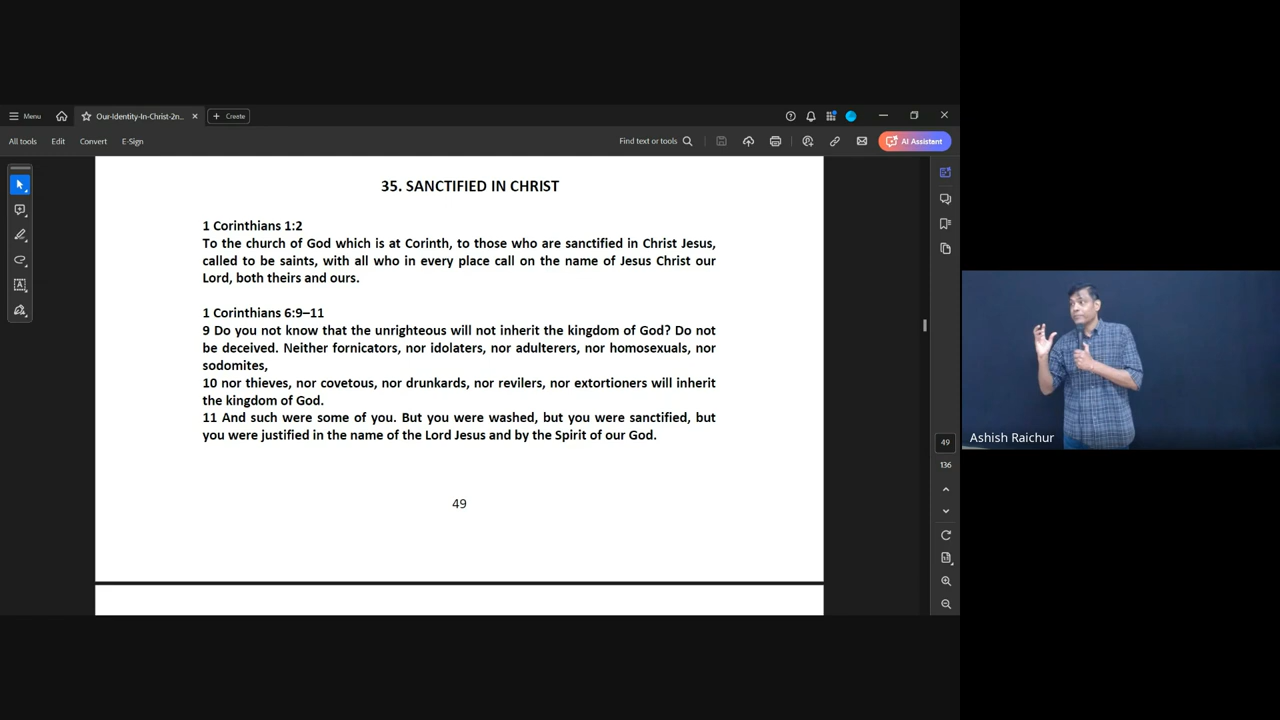 Menu
Our-Identity-In-Christ-2n...
Create
All tools
Edit
Convert
E-Sign
Find text or tools
AI Assistant
35. SANCTIFIED IN CHRIST
1 Corinthians 1:2
To the church of God which is at Corinth, to those who are sanctified in Christ Jesus,
called to be saints, with all who in every place call on the name of Jesus Christ our
Lord, both theirs and ours.
1 Corinthians 6:9–11
9 Do you not know that the unrighteous will not inherit the kingdom of God? Do not
be deceived. Neither fornicators, nor idolaters, nor adulterers, nor homosexuals, nor
sodomites,
10 nor thieves, nor covetous, nor drunkards, nor revilers, nor extortioners will inherit
the kingdom of God.
11 And such were some of you. But you were washed, but you were sanctified, but
you were justified in the name of the Lord Jesus and by the Spirit of our God.
49
49
136
Ashish Raichur